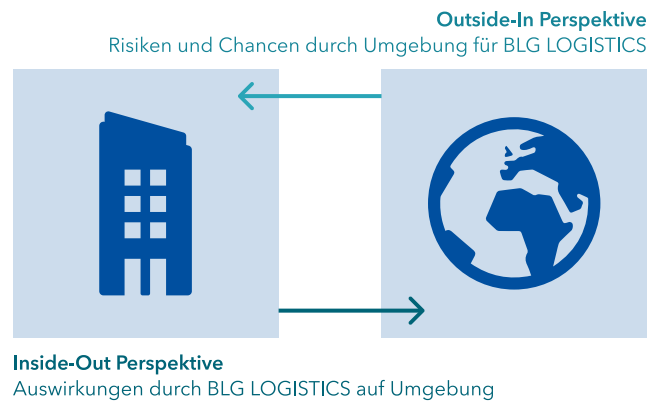 Outside-In Perspektive
Risiken und Chancen durch Umgebung für BLG LOGISTICS
Inside-Out Perspektive
Auswirkungen durch BLG LOGISTICS auf Umgebung